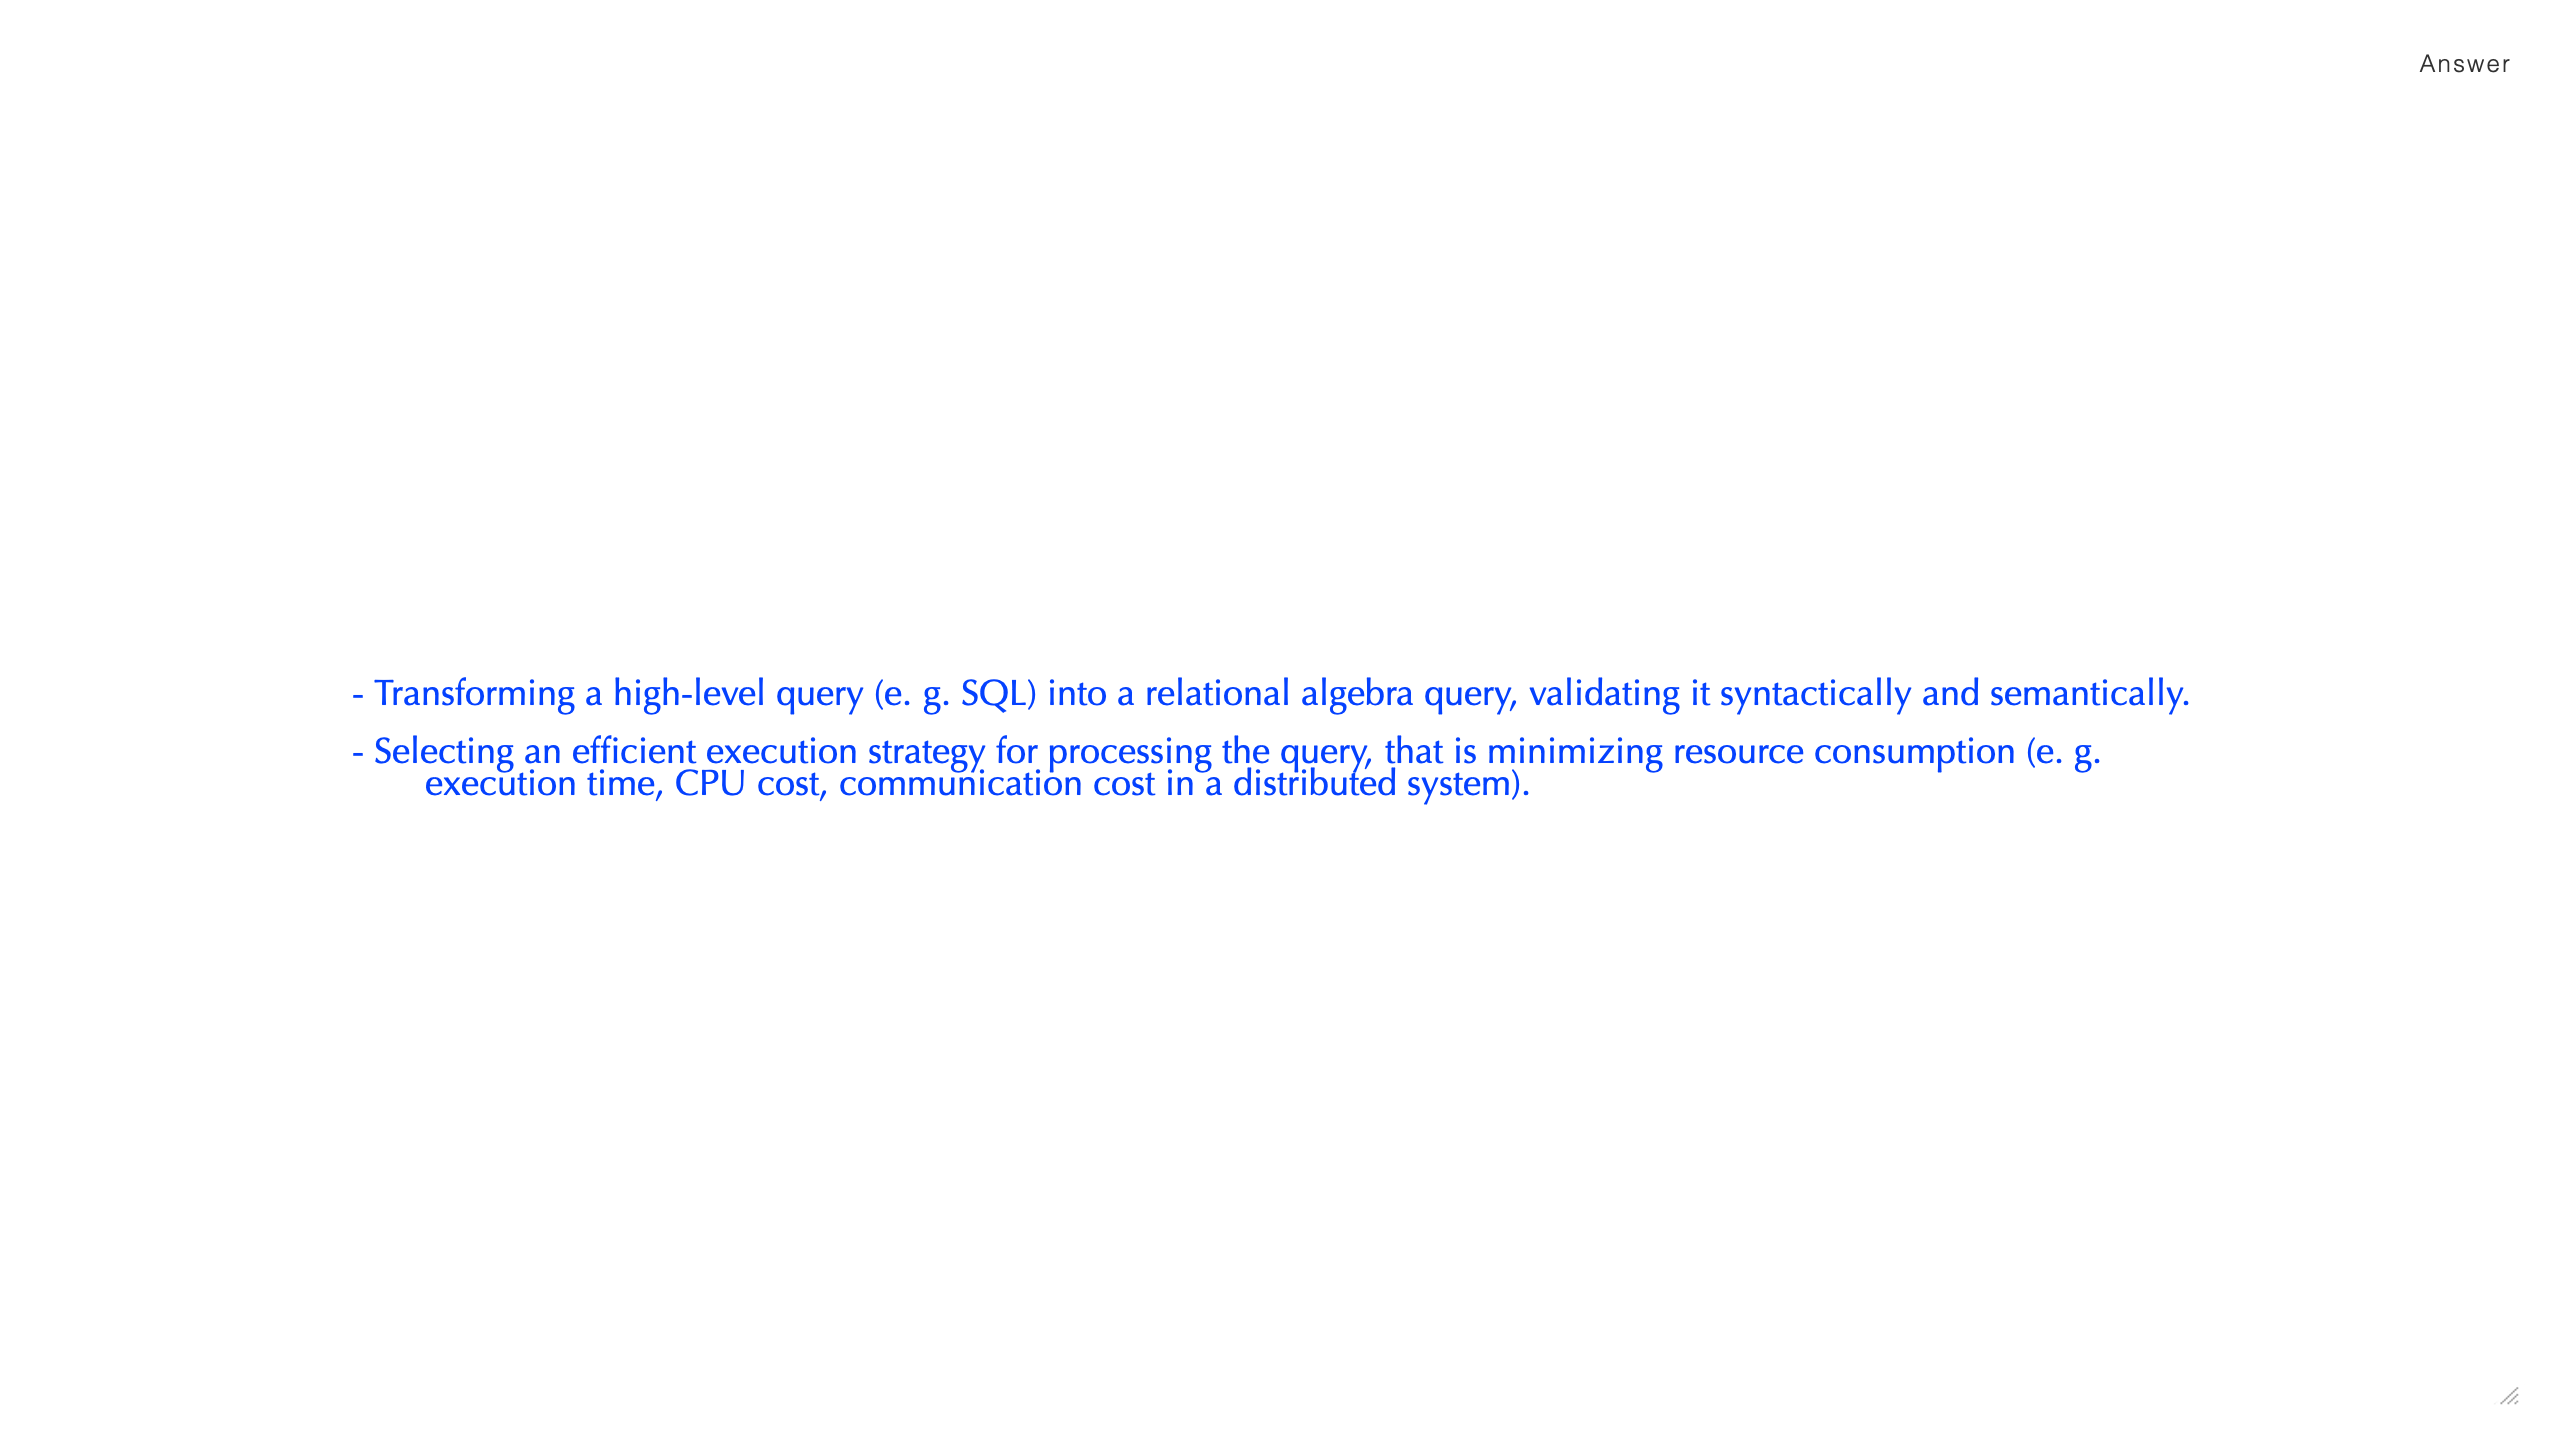 Answer
- Transforming a high-level query (e. g. SQL) into a relational algebra query, validating it syntactically and semantically.
- Selecting an efficient execution strategy for processing the query, that is minimizing resource consumption (e. g.
execution time, CPU cost, communication cost in a distributed system).